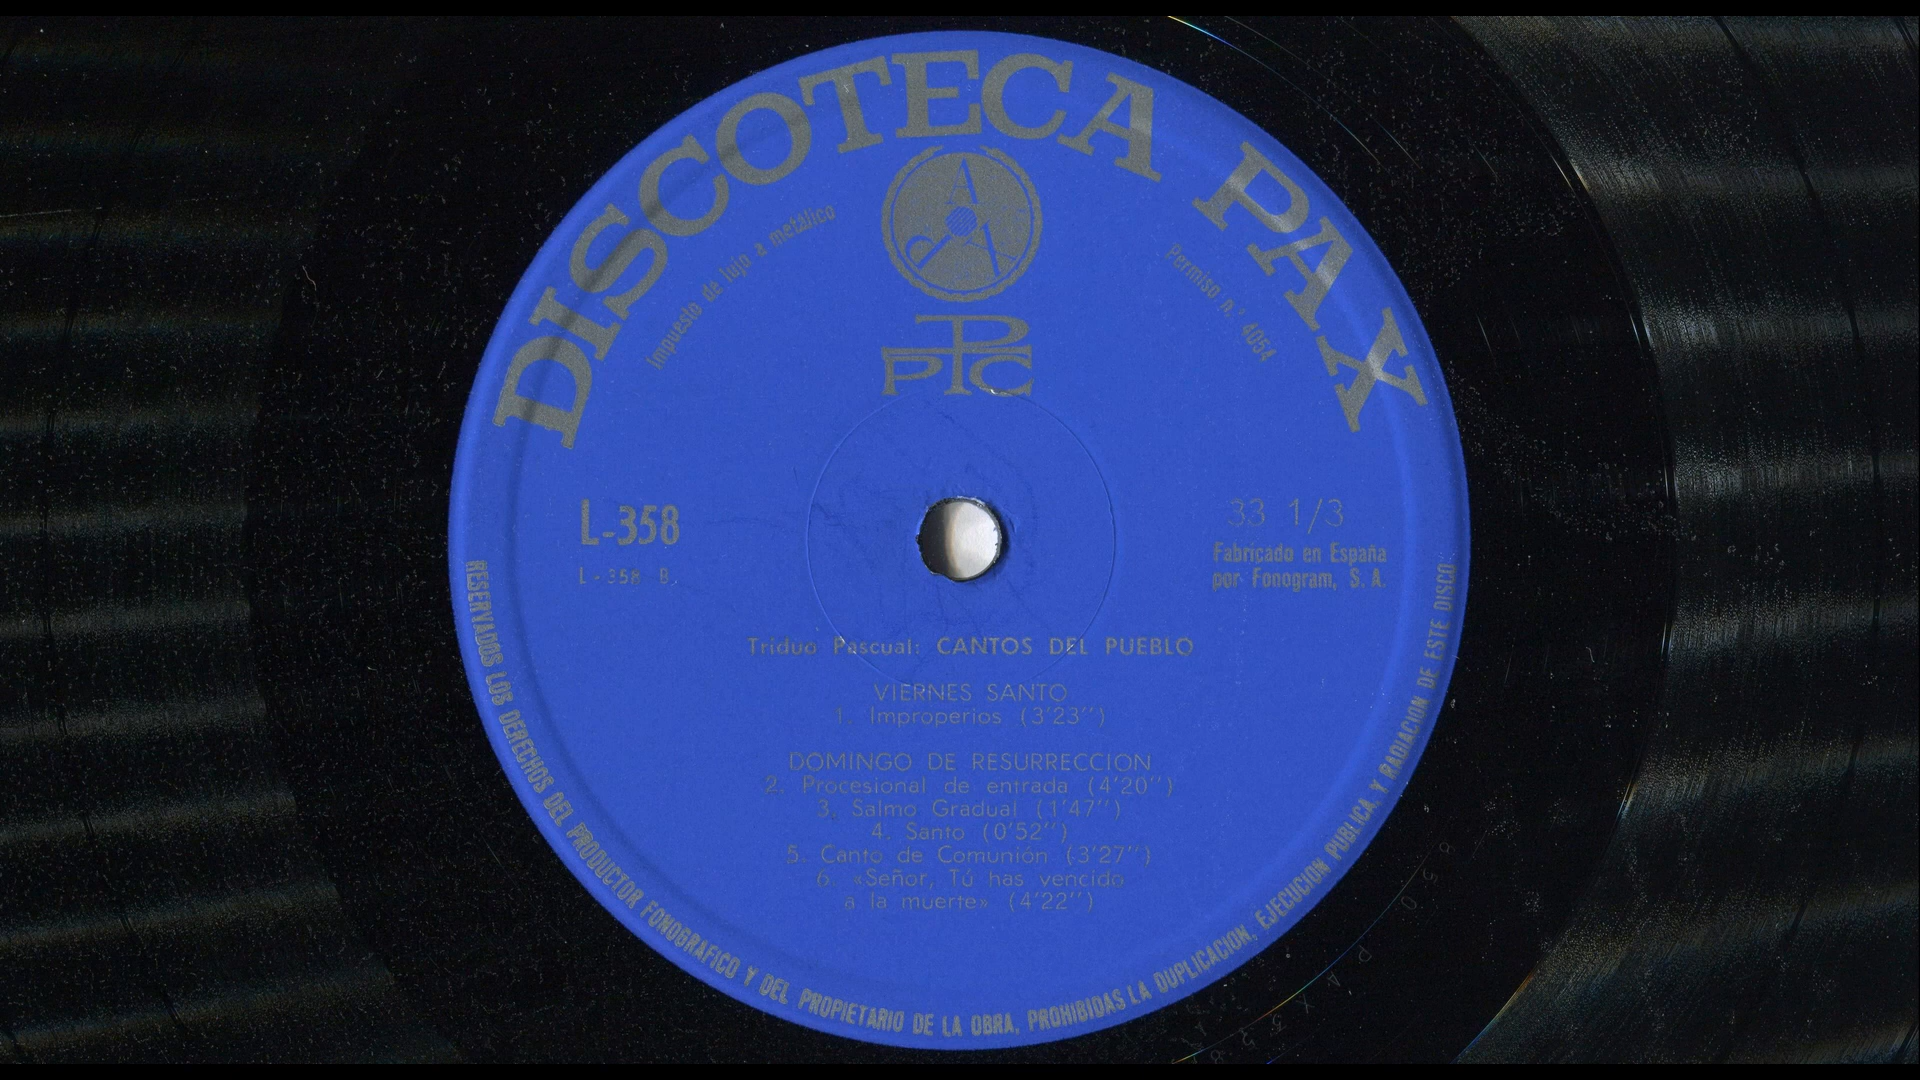 DISCOTECA PAX
Impuesto de lujo a metálico
Permiso n.º 4054
PPC
L-358
L-358-B
33 1/3
Fabricado en España
por Fonogram, S. A.
Triduo Pascual: CANTOS DEL PUEBLO
VIERNES SANTO
1. Improperios (3'23'')
DOMINGO DE RESURRECCION
2. Procesional de entrada (4'20'')
3. Salmo Gradual (1'47'')
4. Santo (0'52'')
5. Canto de Comunión (3'27'')
6. «Señor, Tú has vencido
a la muerte» (4'22'')
RESERVADOS LOS DERECHOS DEL PRODUCTOR FONOGRAFICO Y DEL PROPIETARIO DE LA OBRA. PROHIBIDAS LA DUPLICACION, EJECUCION PUBLICA, Y RADIACION DE ESTE DISCO